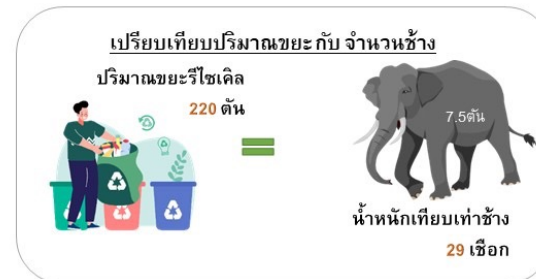 เปรียบเทียบปริมาณขยะ กับ จำนวนช้าง
ปริมาณขยะรีไซเคิล
220 ตัน
7.5ตัน
น้ำหนักเทียบเท่าช้าง
29 เชือก